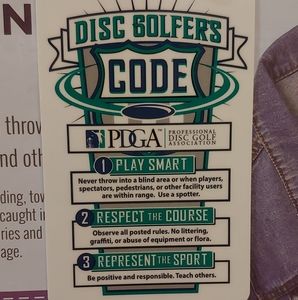 N
DISC GOLFERS
CODE
PDGA PROFESSIONAL
DISC GOLF
ASSOCIATION
1 PLAY SMART
Never throw into a blind area or when players,
spectators, pedestrians, or other facility users
are within range. Use a spotter.
2 RESPECT THE COURSE
Observe all posted rules. No littering,
graffiti, or abuse of equipment or flora.
3 REPRESENT THE SPORT
Be positive and responsible. Teach others.
throw
nd oth
ding, tow
caught i
ries and
age.